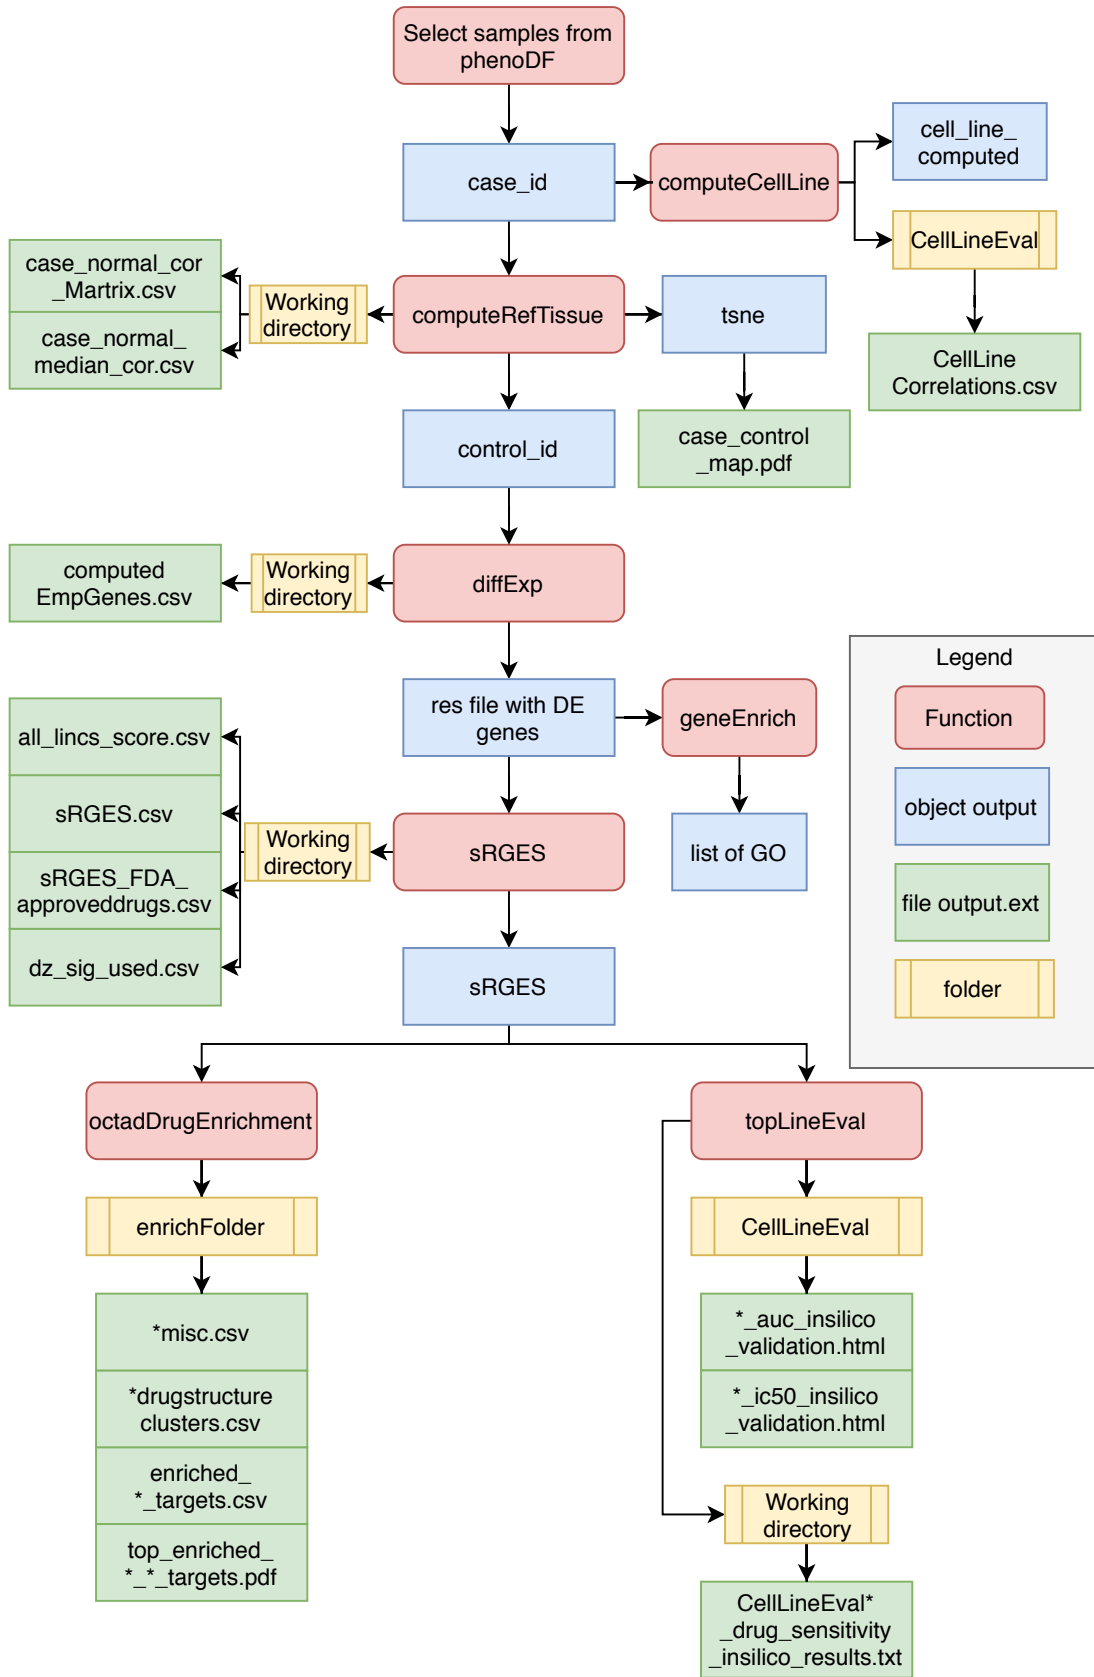 Select samples from
phenoDF
case_id
computeCellLine
cell_line_
computed
CellLineEval
CellLine
Correlations.csv
case_normal_cor
_Martrix.csv
case_normal_
median_cor.csv
Working
directory
computeRefTissue
tsne
case_control
_map.pdf
control_id
computed
EmpGenes.csv
Working
directory
diffExp
res file with DE
genes
geneEnrich
list of GO
all_lincs_score.csv
sRGES.csv
sRGES_FDA_
approveddrugs.csv
dz_sig_used.csv
Working
directory
sRGES
sRGES
Legend
Function
object output
file output.ext
folder
octadDrugEnrichment
enrichFolder
*misc.csv
*drugstructure
clusters.csv
enriched_
*_targets.csv
top_enriched_
*_*_targets.pdf
topLineEval
CellLineEval
*_auc_insilico
_validation.html
*_ic50_insilico
_validation.html
Working
directory
CellLineEval*
_drug_sensitivity
_insilico_results.txt